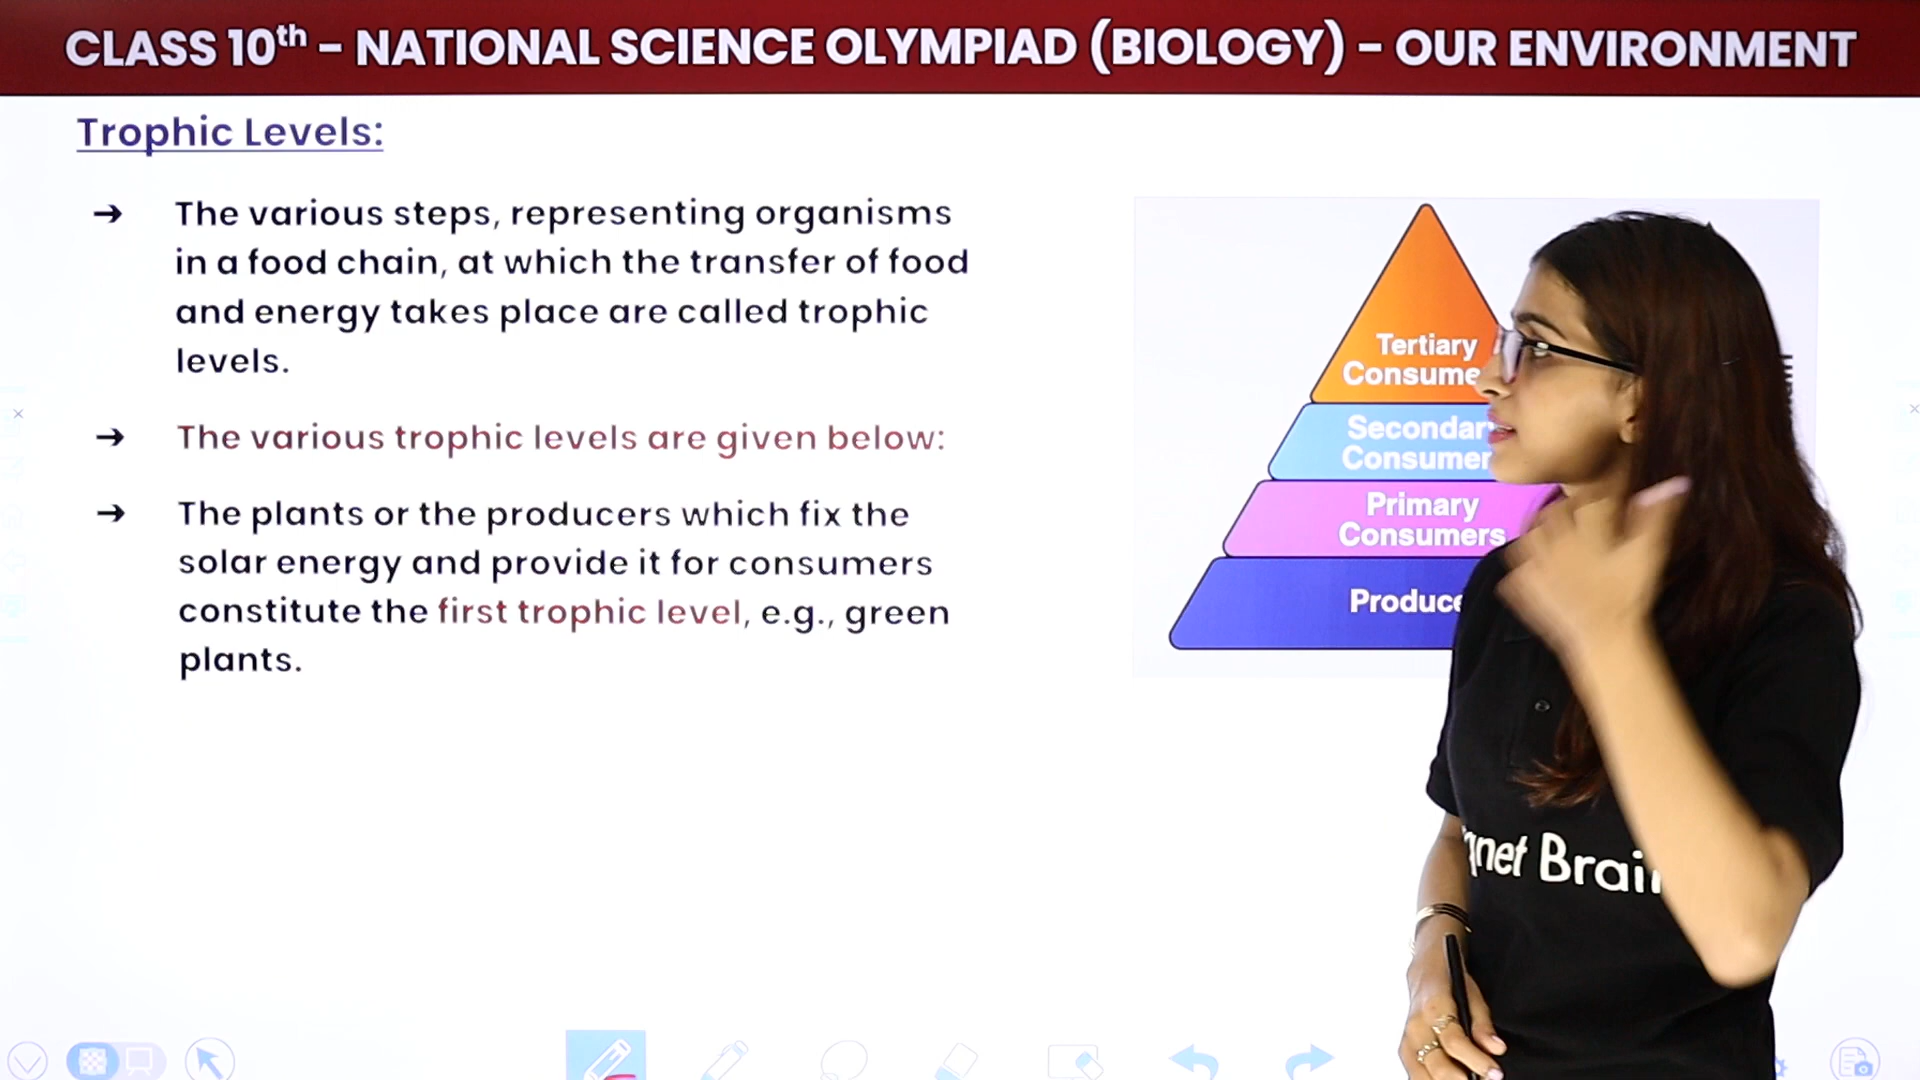 CLASS 10th – NATIONAL SCIENCE OLYMPIAD (BIOLOGY) – OUR ENVIRONMENT
Trophic Levels:
➔ The various steps, representing organisms
in a food chain, at which the transfer of food
and energy takes place are called trophic
levels.
➔ The various trophic levels are given below:
➔ The plants or the producers which fix the
solar energy and provide it for consumers
constitute the first trophic level, e.g., green
plants.
Tertiary
Consume
Secondar
Consumer
Primary
Consumers
Produce
net Brai